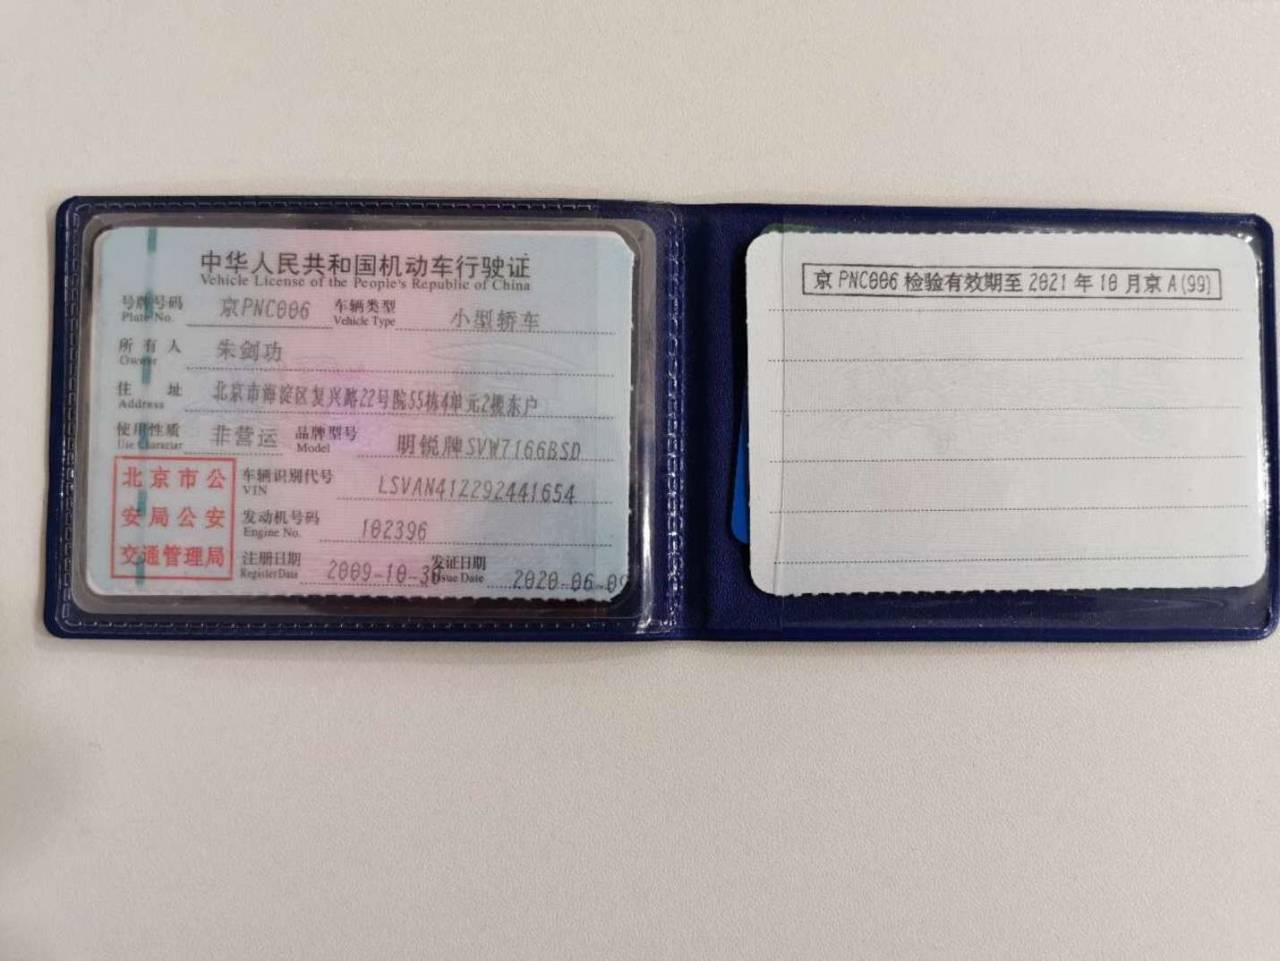 中华人民共和国机动车行驶证
Vehicle License of the People's Republic of China
号牌号码 京PNC006 车辆类型 小型轿车
Plate No. Vehicle Type
所有人 朱剑功
Owner
住址 北京市海淀区复兴路22号院55栋4单元2楼东户
Address
使用性质 非营运 品牌型号 明锐牌SVW7166BSD
Use Character Model
北京市公
安局公安
交通管理局
车辆识别代号 LSVAN41Z292441654
VIN
发动机号码 102396
Engine No.
注册日期 2009-10-30 发证日期 2020-06-09
Register Date Issue Date
京PNC006检验有效期至2021年10月京A(99)